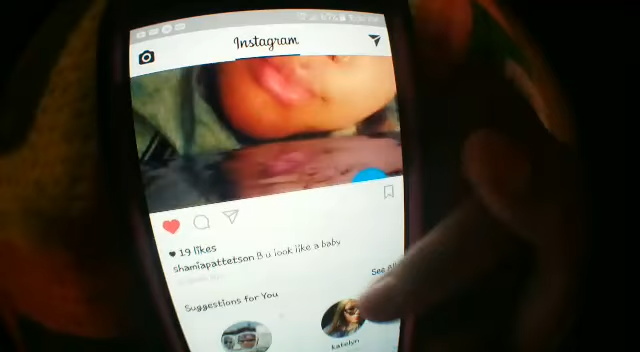 Instagram
19 likes
shamiapattetson B u look like a baby
See All
Suggestions for You
katelyn